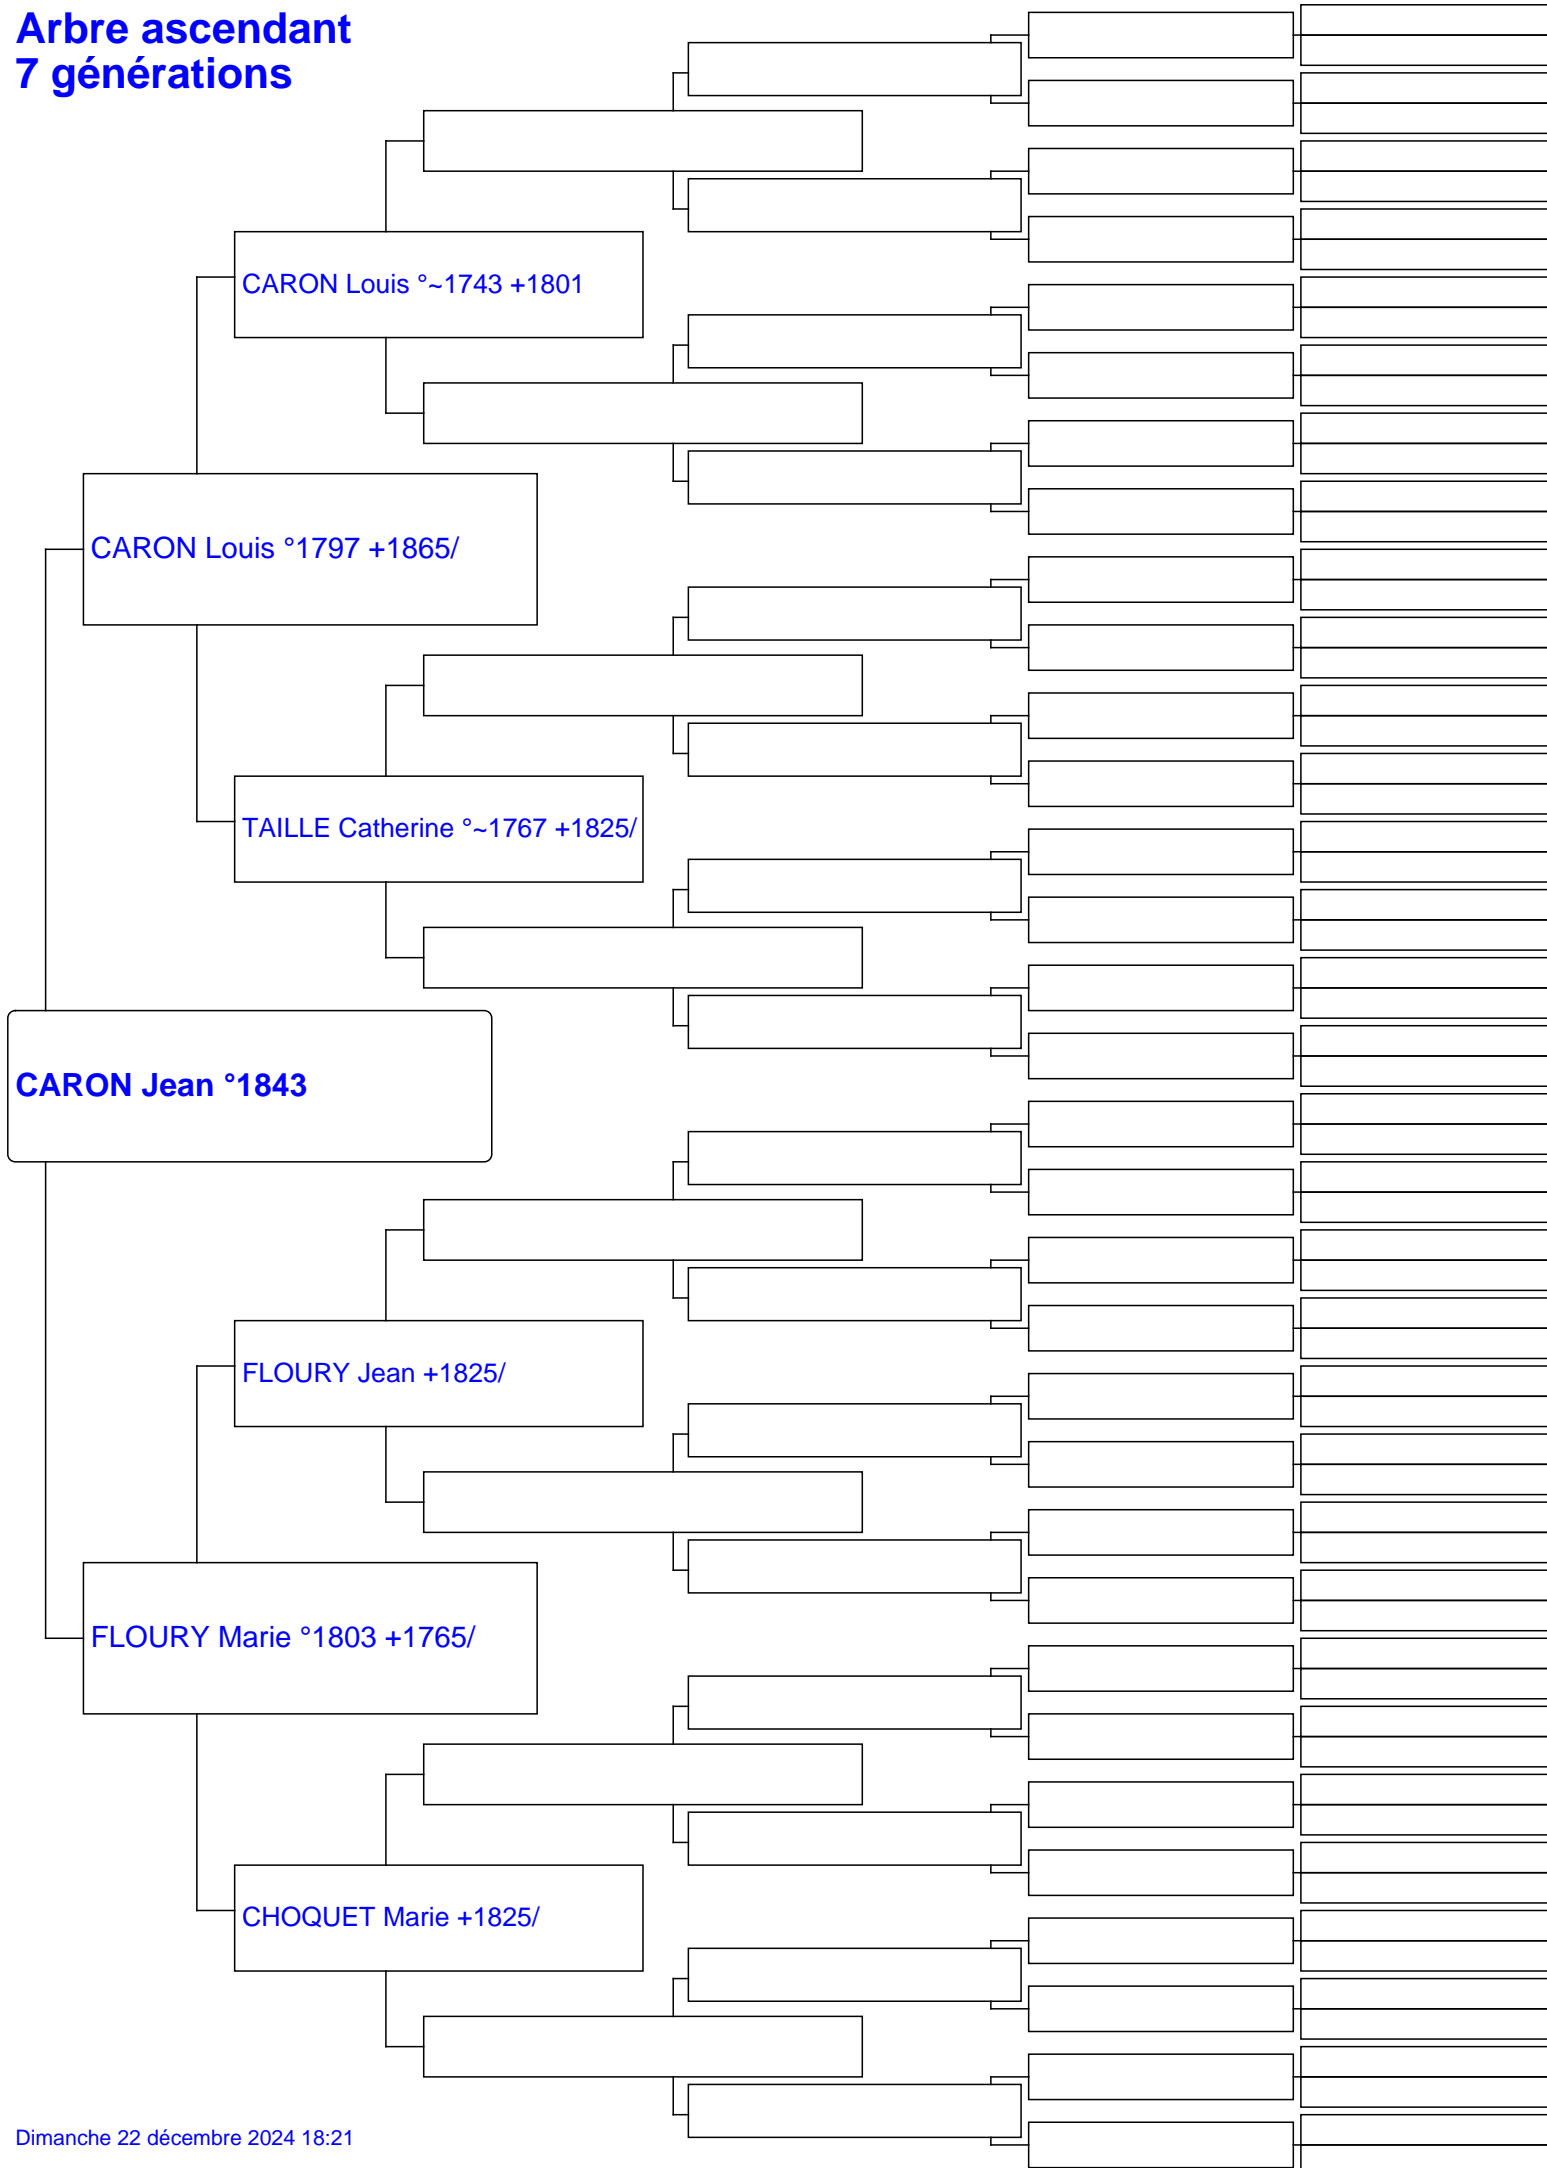 Arbre ascendant
7 générations
CARON Louis °~1743 +1801
CARON Louis °1797 +1865/
TAILLE Catherine °~1767 +1825/
CARON Jean °1843
FLOURY Jean +1825/
FLOURY Marie °1803 +1765/
CHOQUET Marie +1825/
Dimanche 22 décembre 2024 18:21